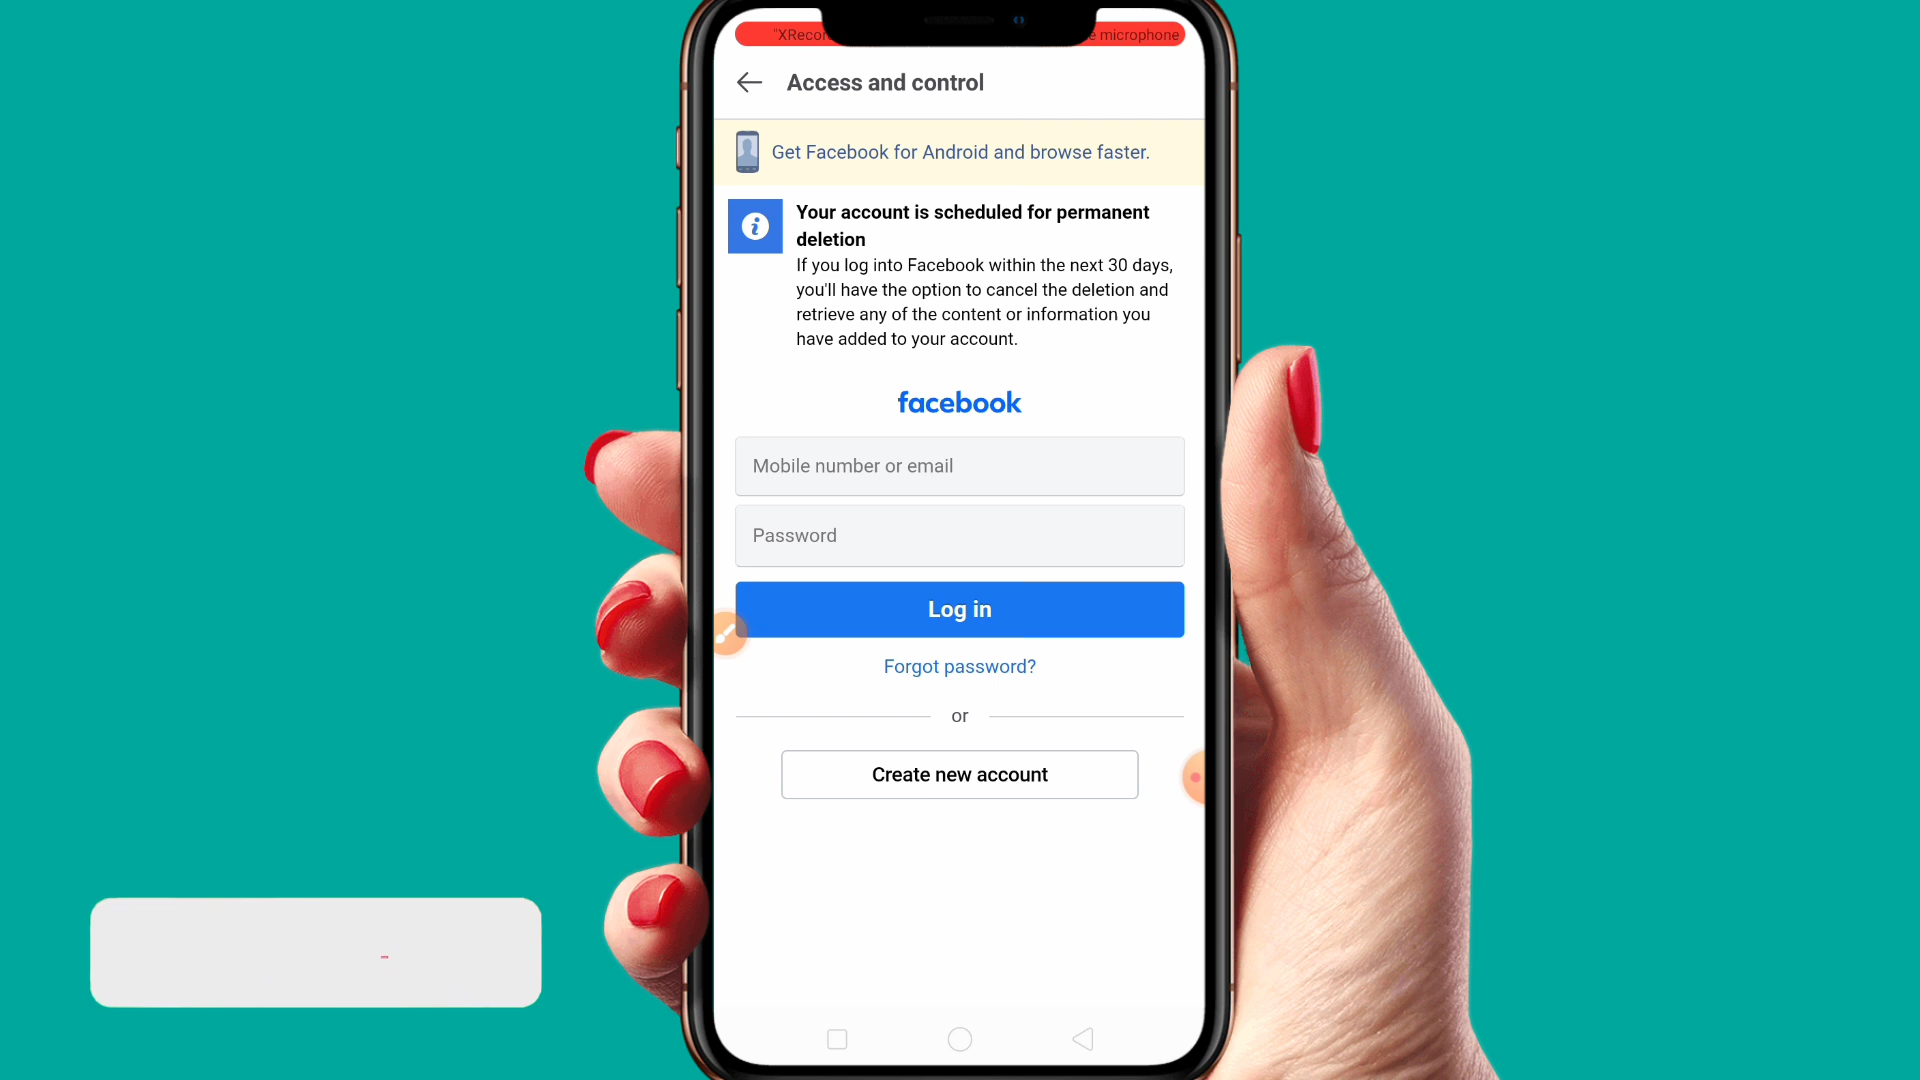 "XRecor
e microphone
Access and control
Get Facebook for Android and browse faster.
Your account is scheduled for permanent
deletion
If you log into Facebook within the next 30 days,
you'll have the option to cancel the deletion and
retrieve any of the content or information you
have added to your account.
facebook
Mobile number or email
Password
Log in
Forgot password?
or
Create new account